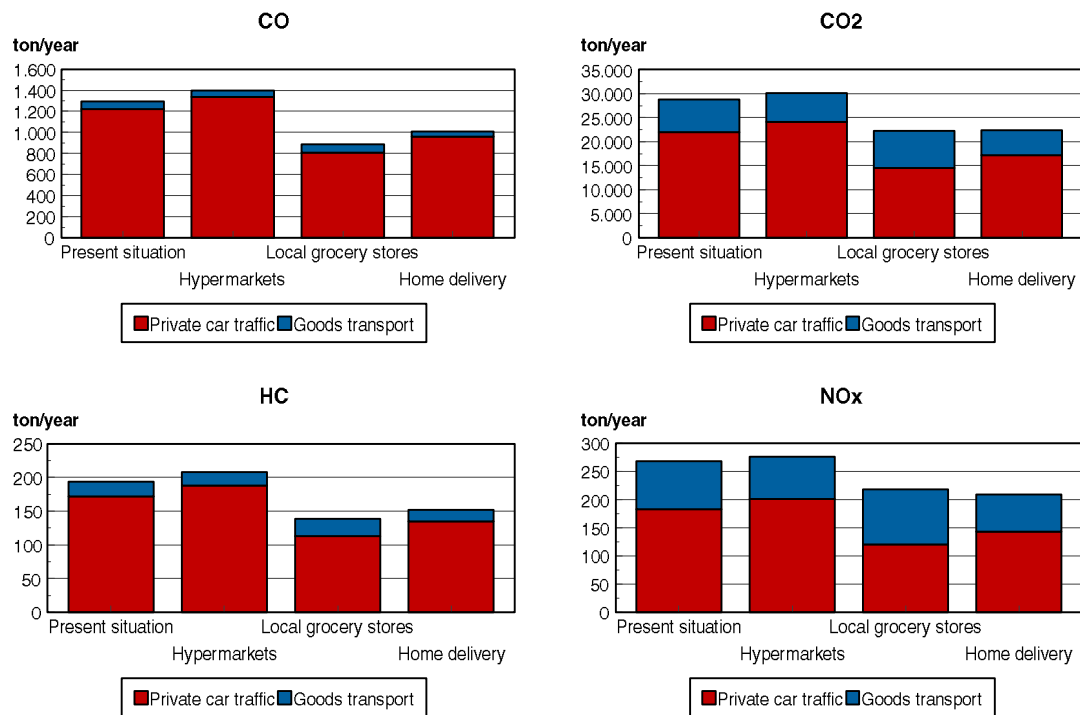 CO
ton/year
1.600
1.400
1.200
1.000
800
600
400
200
0
Present situation
Local grocery stores
Hypermarkets
Home delivery
Private car traffic
Goods transport
CO2
ton/year
35.000
30.000
25.000
20.000
15.000
10.000
5.000
0
Present situation
Local grocery stores
Hypermarkets
Home delivery
Private car traffic
Goods transport
HC
ton/year
250
200
150
100
50
0
Present situation
Local grocery stores
Hypermarkets
Home delivery
Private car traffic
Goods transport
NOx
ton/year
300
250
200
150
100
50
0
Present situation
Local grocery stores
Hypermarkets
Home delivery
Private car traffic
Goods transport